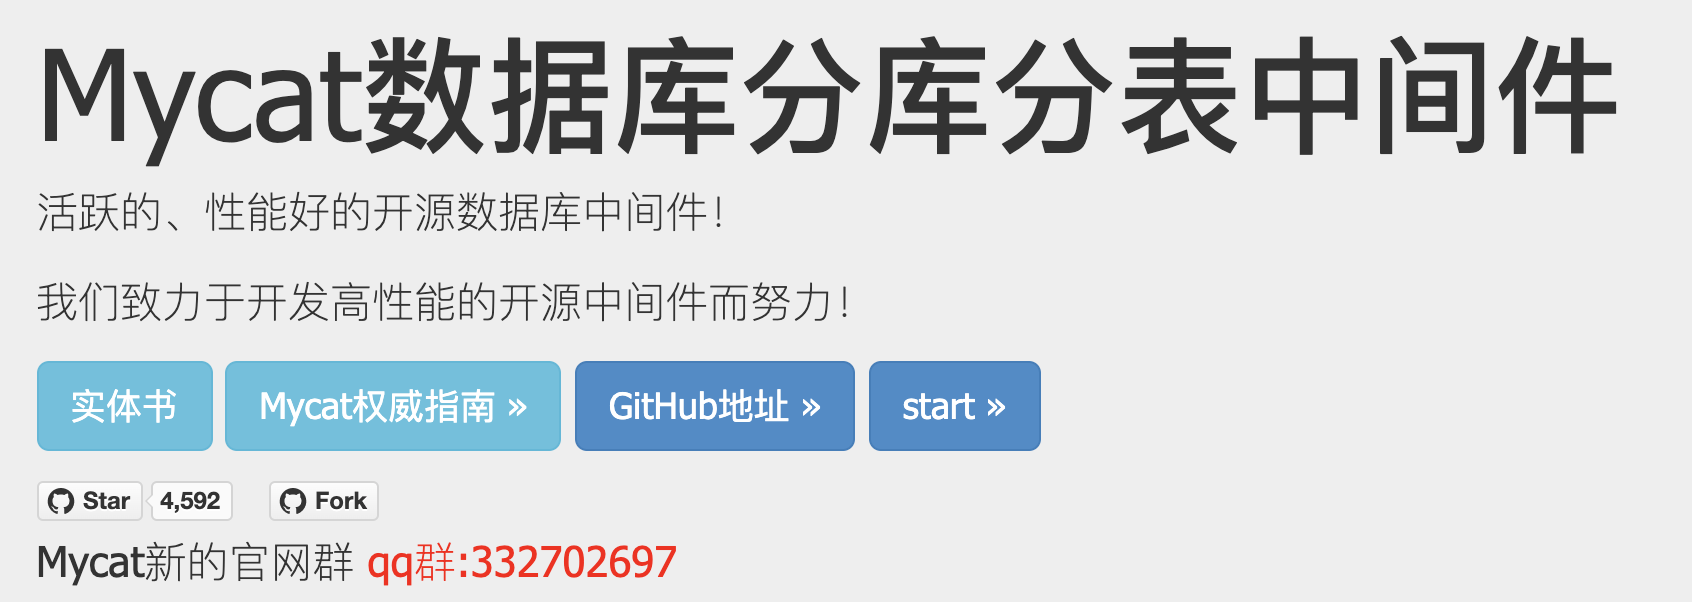 Mycat数据库分库分表中间件
活跃的、性能好的开源数据库中间件！
我们致力于开发高性能的开源中间件而努力！
实体书 Mycat权威指南 » GitHub地址 » start »
Star 4,592 Fork
Mycat新的官网群 qq群:332702697